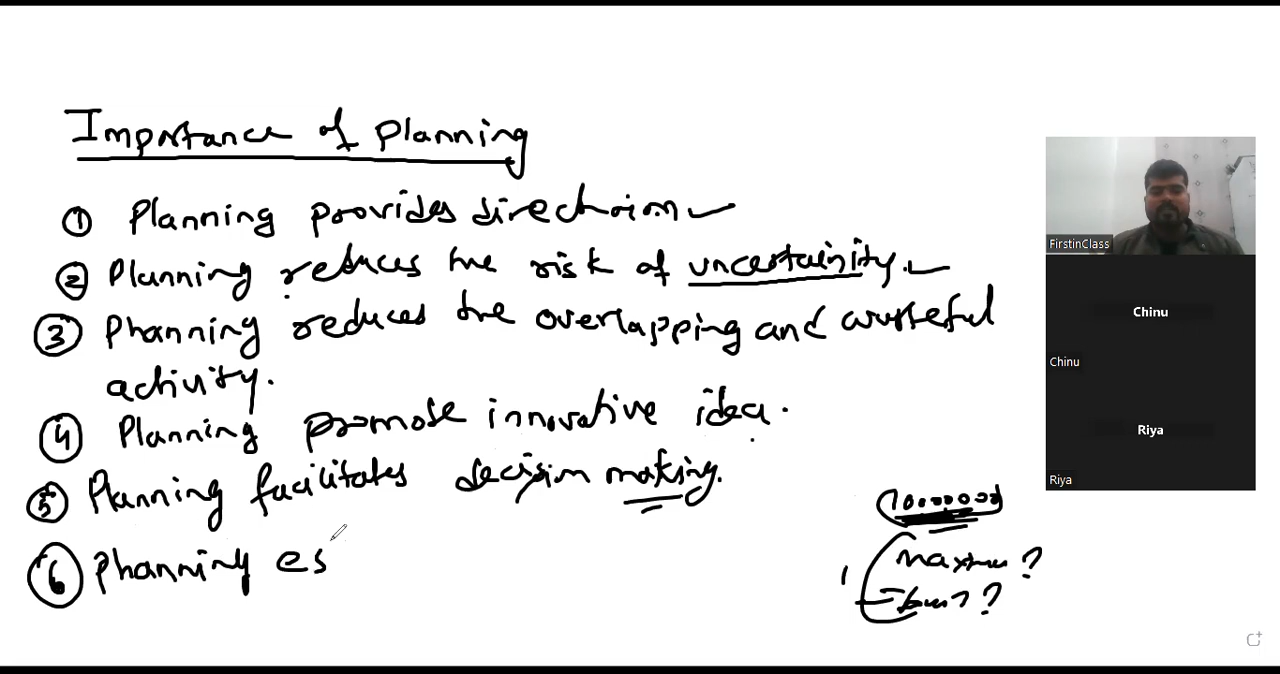 Importance of planning
① Planning provides direction
② Planning reduces the risk of uncertainity.
③ Planning reduces the overlapping and wasteful
activity.
④ Planning promote innovative idea.
⑤ Planning facilitates decision making.
⑥ Planning es
FirstinClass
Chinu
Chinu
Riya
Riya